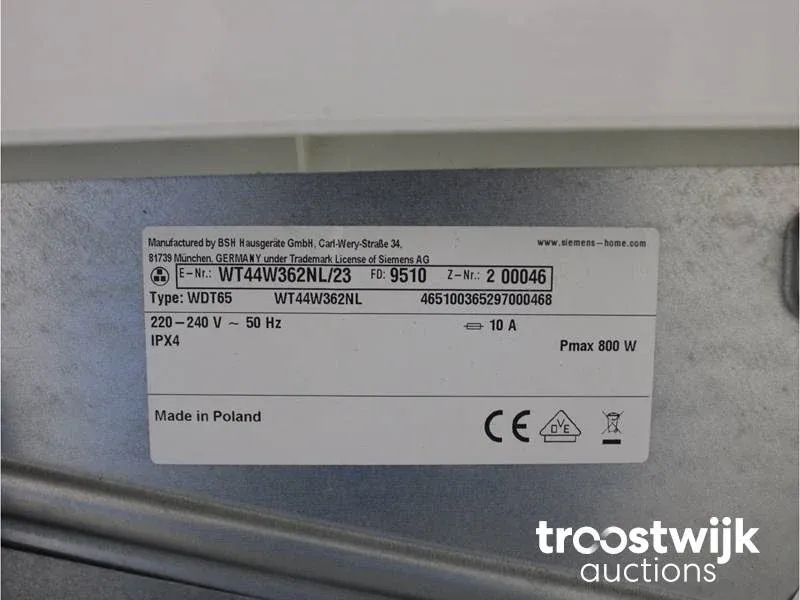 Manufactured by BSH Hausgeräte GmbH, Carl-Wery-Straße 34,
81739 München, GERMANY under Trademark License of Siemens AG
www.siemens-home.com
E-Nr.: WT44W362NL/23 FD: 9510 Z-Nr.: 2 00046
Type: WDT65 WT44W362NL 465100365297000468
220-240 V ~ 50 Hz 10 A
IPX4 Pmax 800 W
Made in Poland
CE DVE
troostwijk
auctions